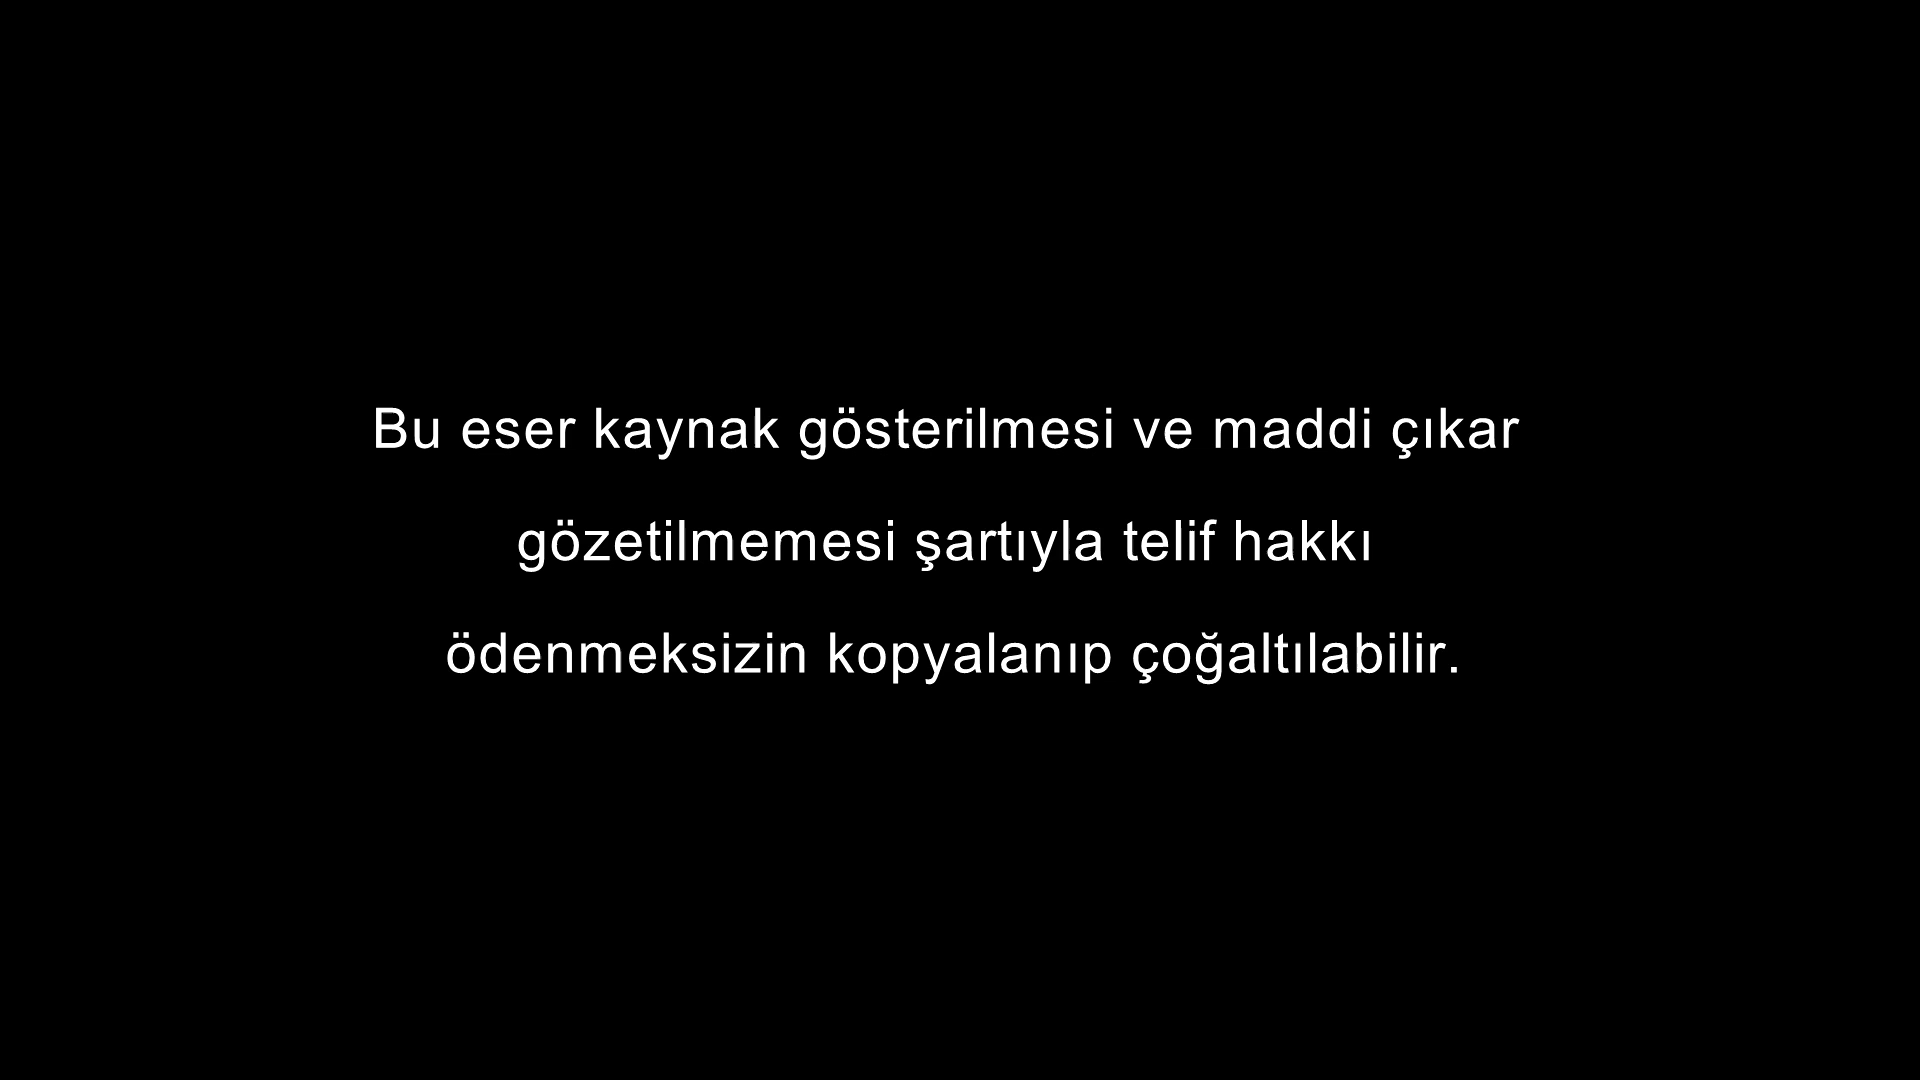 Bu eser kaynak gösterilmesi ve maddi çıkar
gözetilmemesi şartıyla telif hakkı
ödenmeksizin kopyalanıp çoğaltılabilir.